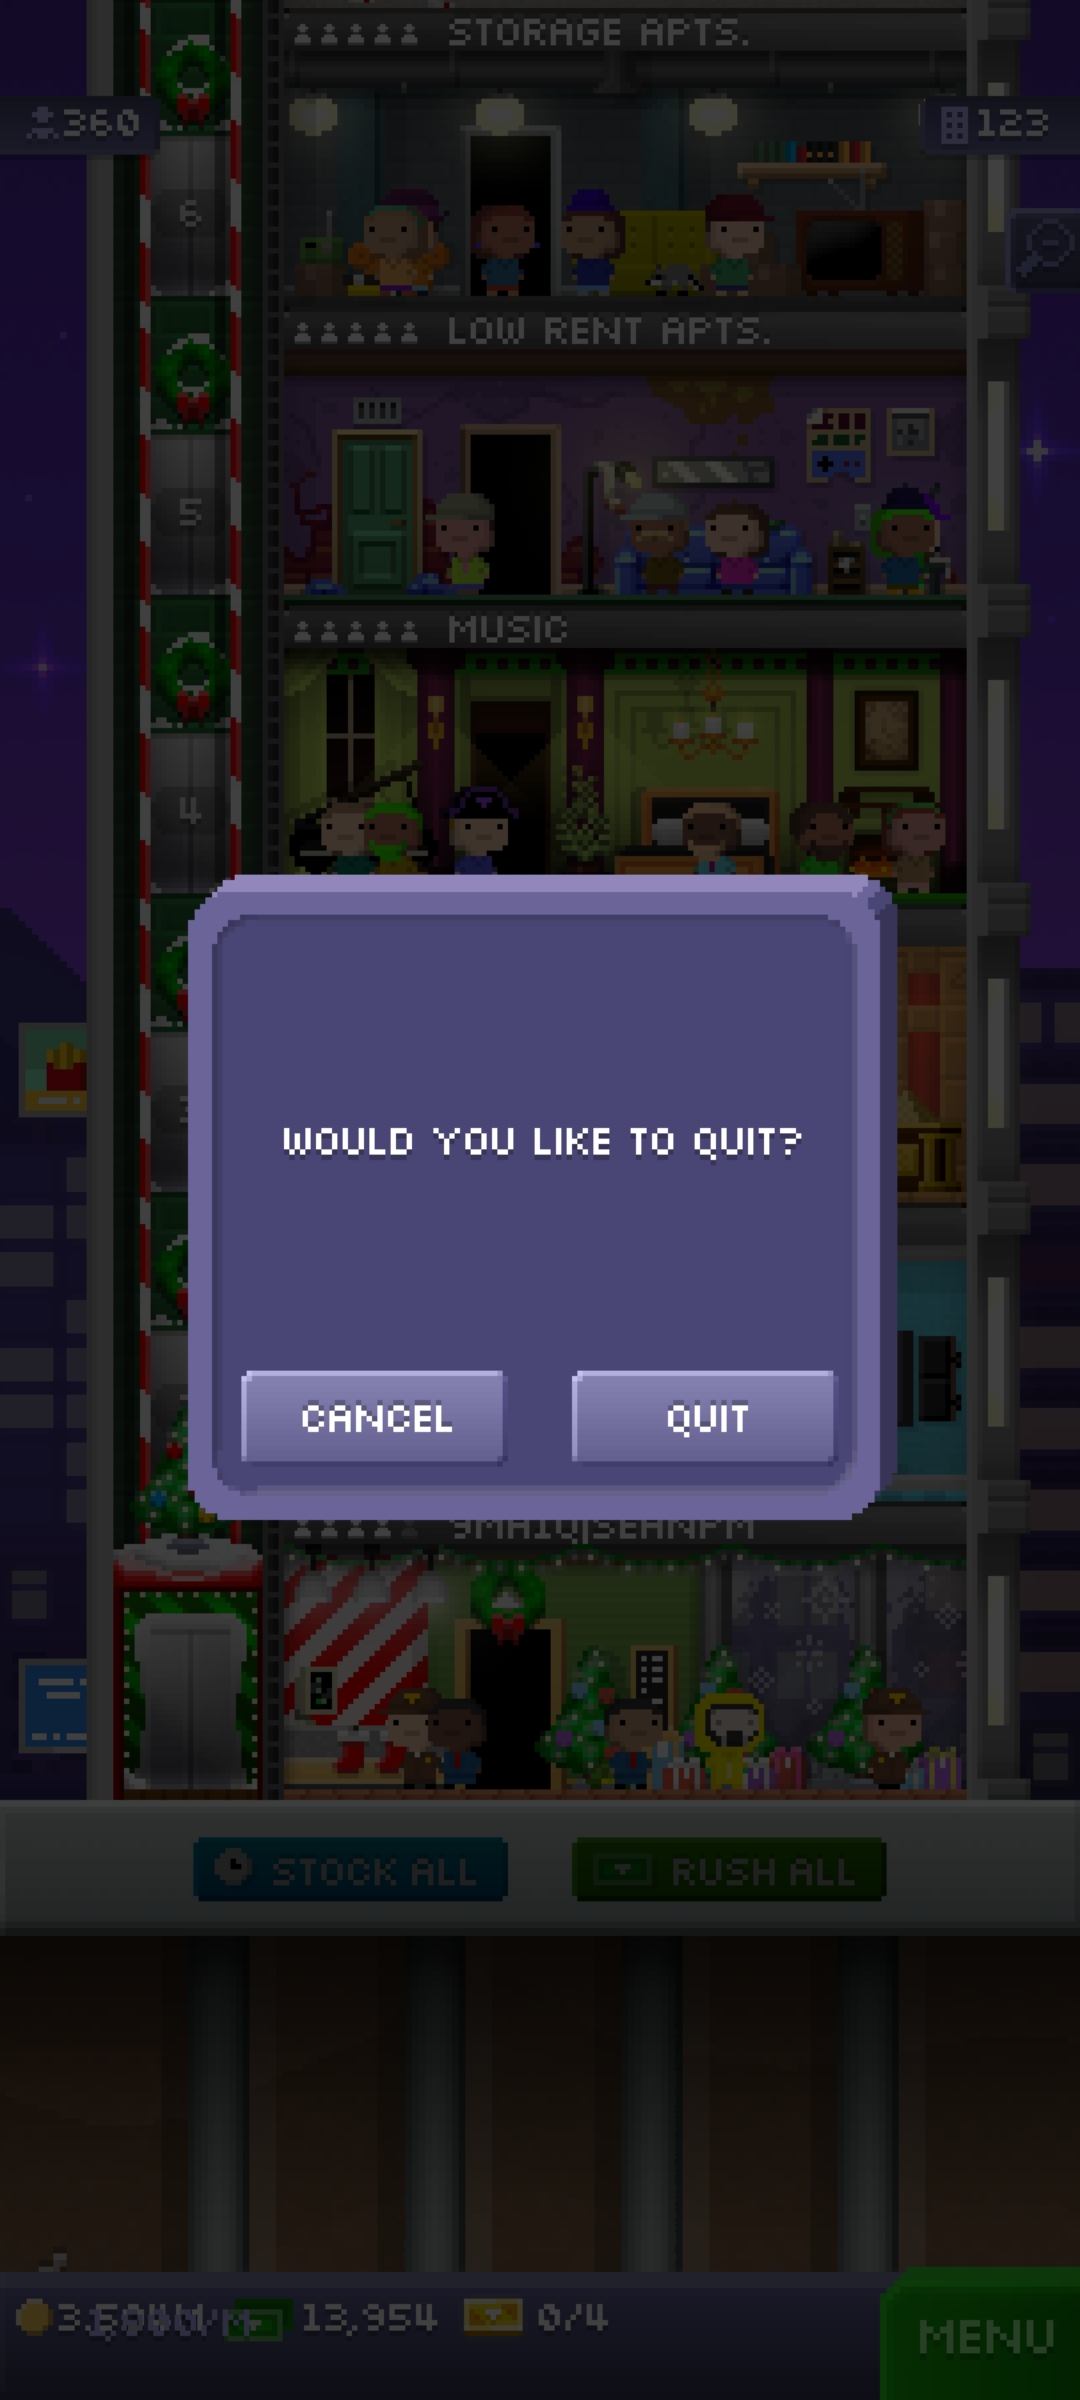 STORAGE APTS.
360
123
6
LOW RENT APTS.
5
MUSIC
4
WOULD YOU LIKE TO QUIT?
CANCEL
QUIT
STOCK ALL
RUSH ALL
13,954
0/4
MENU